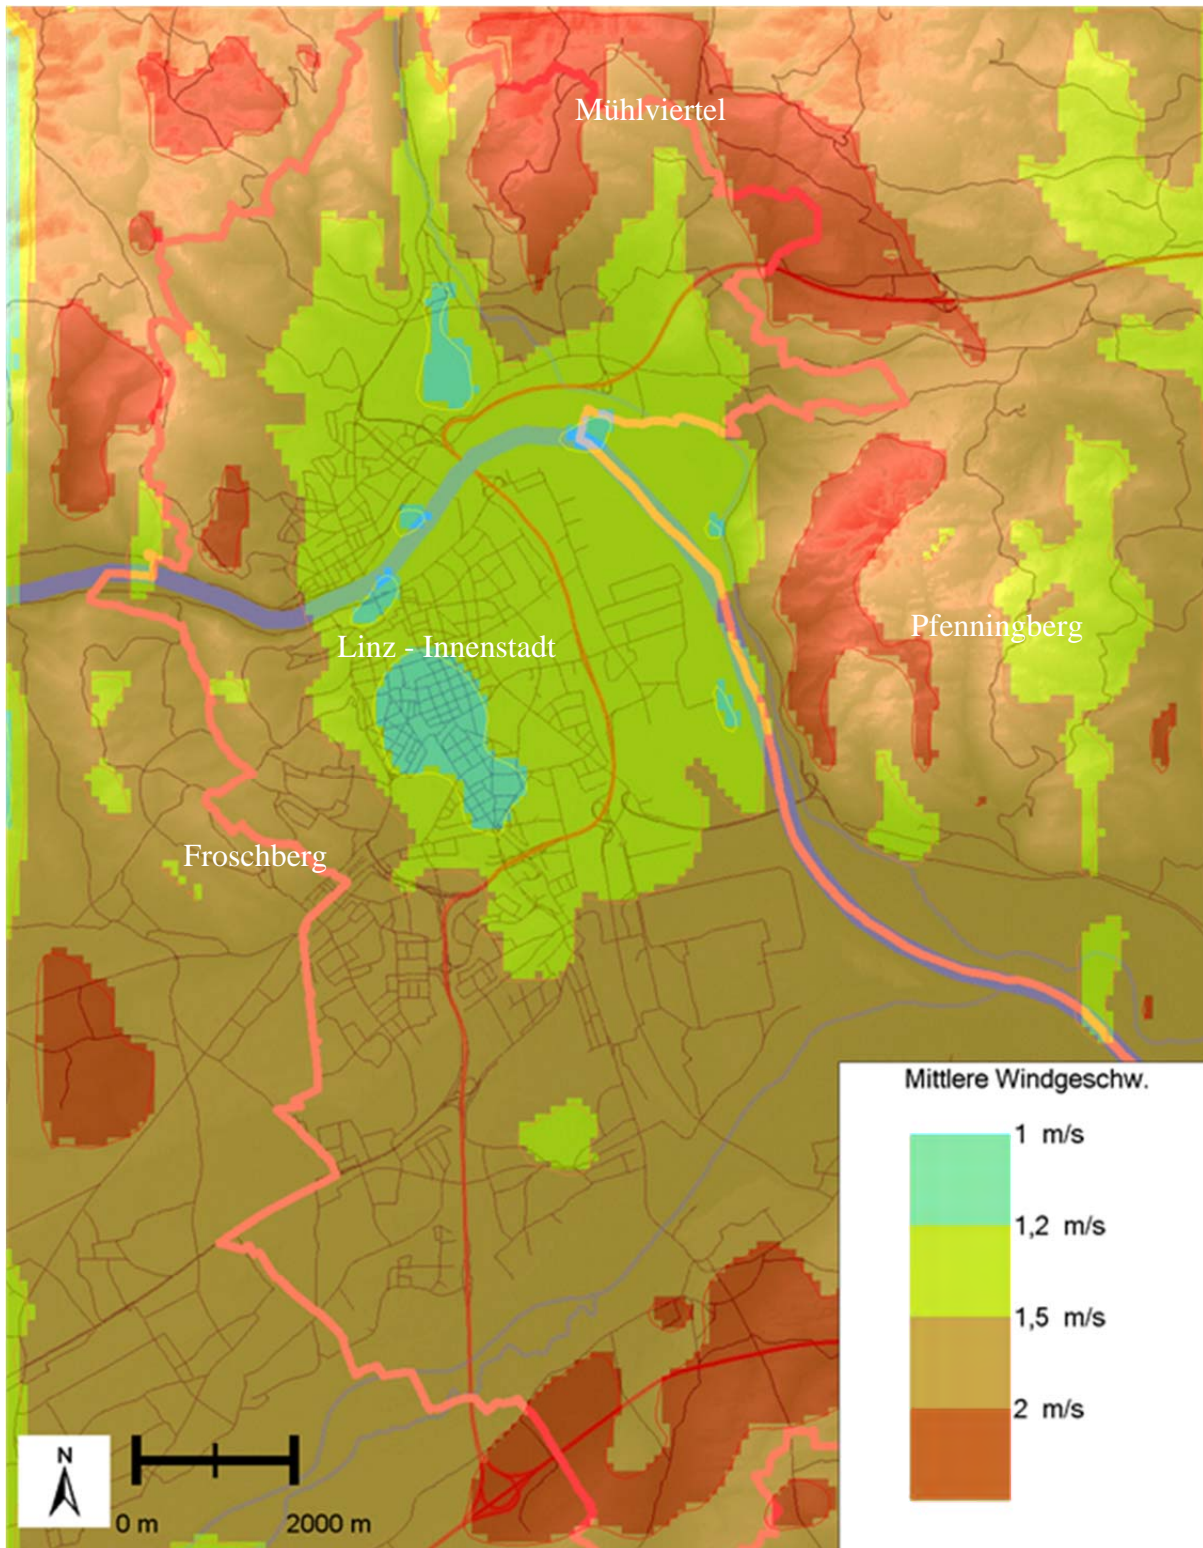 Mühlviertel
Pfenningberg
Linz - Innenstadt
Froschberg
Mittlere Windgeschw.
1 m/s
1,2 m/s
1,5 m/s
2 m/s
N
0 m 2000 m